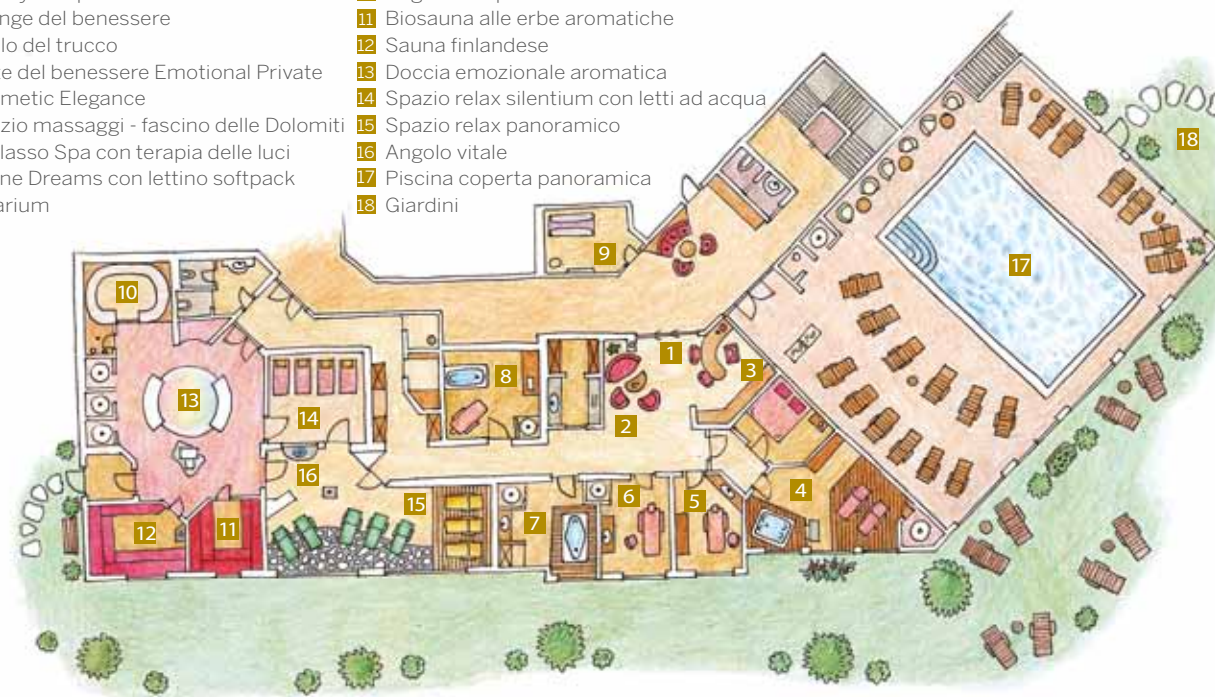 nge del benessere
lo del trucco
e del benessere Emotional Private
metic Elegance
zio massaggi - fascino delle Dolomiti
lasso Spa con terapia delle luci
ne Dreams con lettino softpack
arium
11 Biosauna alle erbe aromatiche
12 Sauna finlandese
13 Doccia emozionale aromatica
14 Spazio relax silentium con letti ad acqua
15 Spazio relax panoramico
16 Angolo vitale
17 Piscina coperta panoramica
18 Giardini
18
9
17
10
1
3
8
13
14
2
16
15
6
5
4
7
12
11